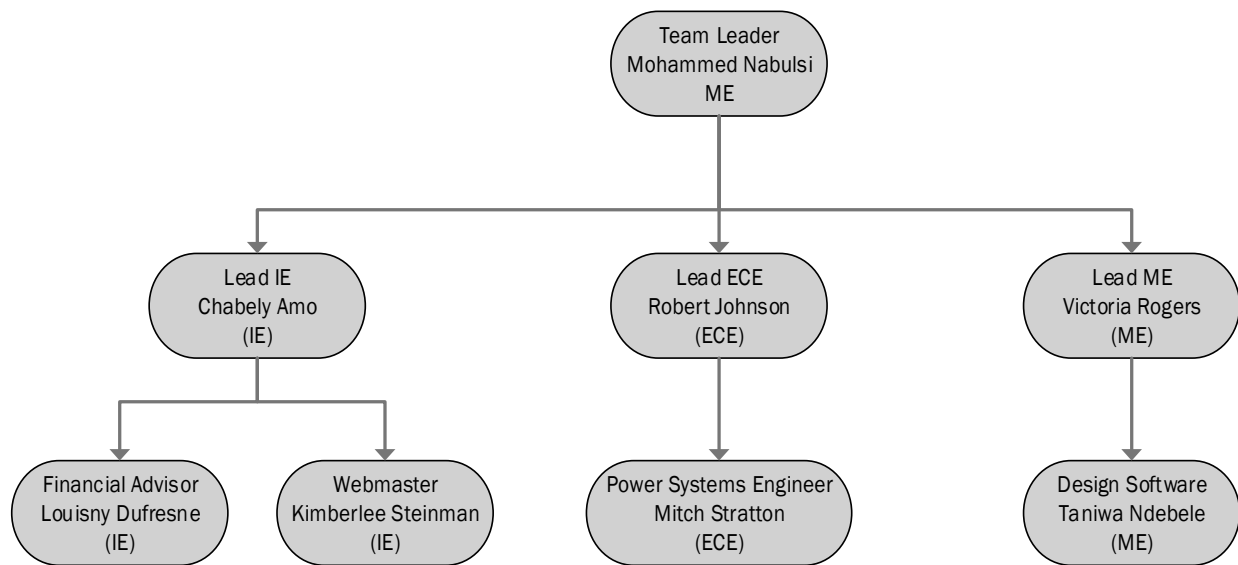 Team Leader
Mohammed Nabulsi
ME
Lead IE
Chabely Amo
(IE)
Lead ECE
Robert Johnson
(ECE)
Lead ME
Victoria Rogers
(ME)
Financial Advisor
Louisny Dufresne
(IE)
Webmaster
Kimberlee Steinman
(IE)
Power Systems Engineer
Mitch Stratton
(ECE)
Design Software
Taniwa Ndebele
(ME)